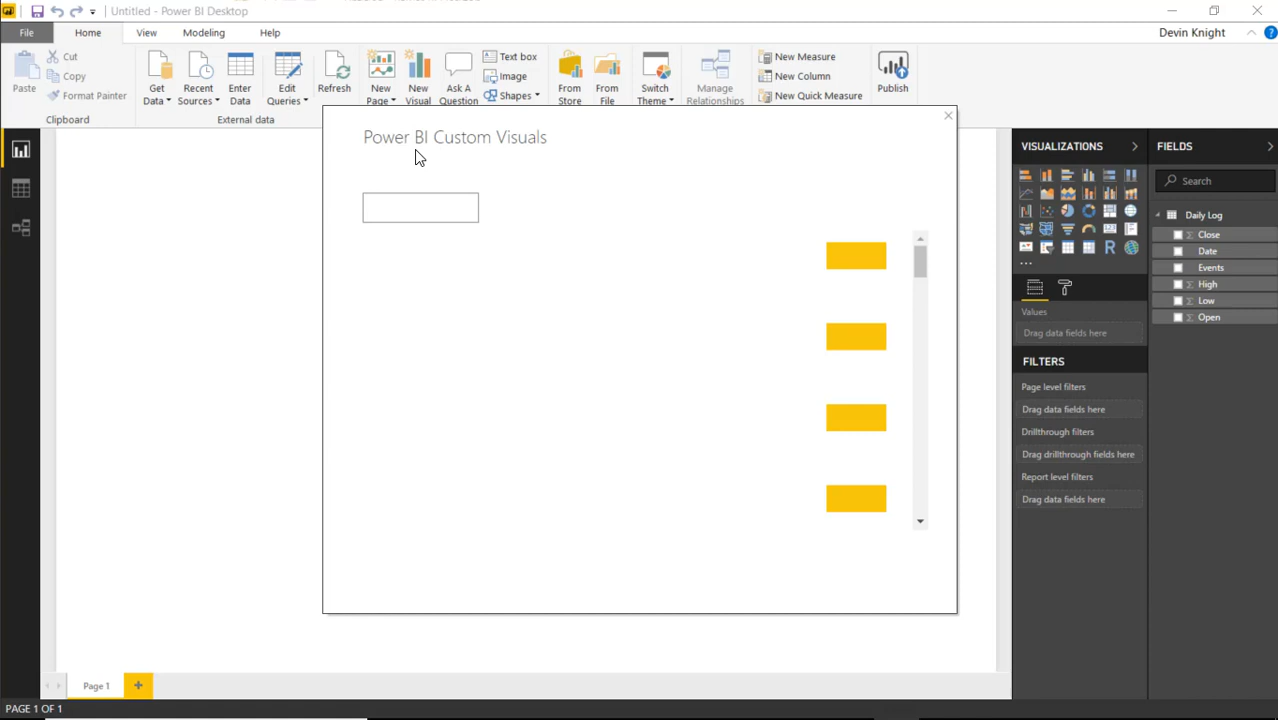 Untitled - Power BI Desktop
File Home View Modeling Help Devin Knight
Paste Cut Copy Format Painter
Clipboard
Get Data Recent Sources Enter Data Edit Queries Refresh
External data
New Page New Visual Ask A Question Text box Image Shapes
From Store From File Switch Theme Manage Relationships
New Measure New Column New Quick Measure Publish
Power BI Custom Visuals
VISUALIZATIONS
R
Values
Drag data fields here
FILTERS
Page level filters
Drag data fields here
Drillthrough filters
Drag drillthrough fields here
Report level filters
Drag data fields here
FIELDS
Search
Daily Log
Σ Close
Date
Events
Σ High
Σ Low
Σ Open
Page 1
PAGE 1 OF 1